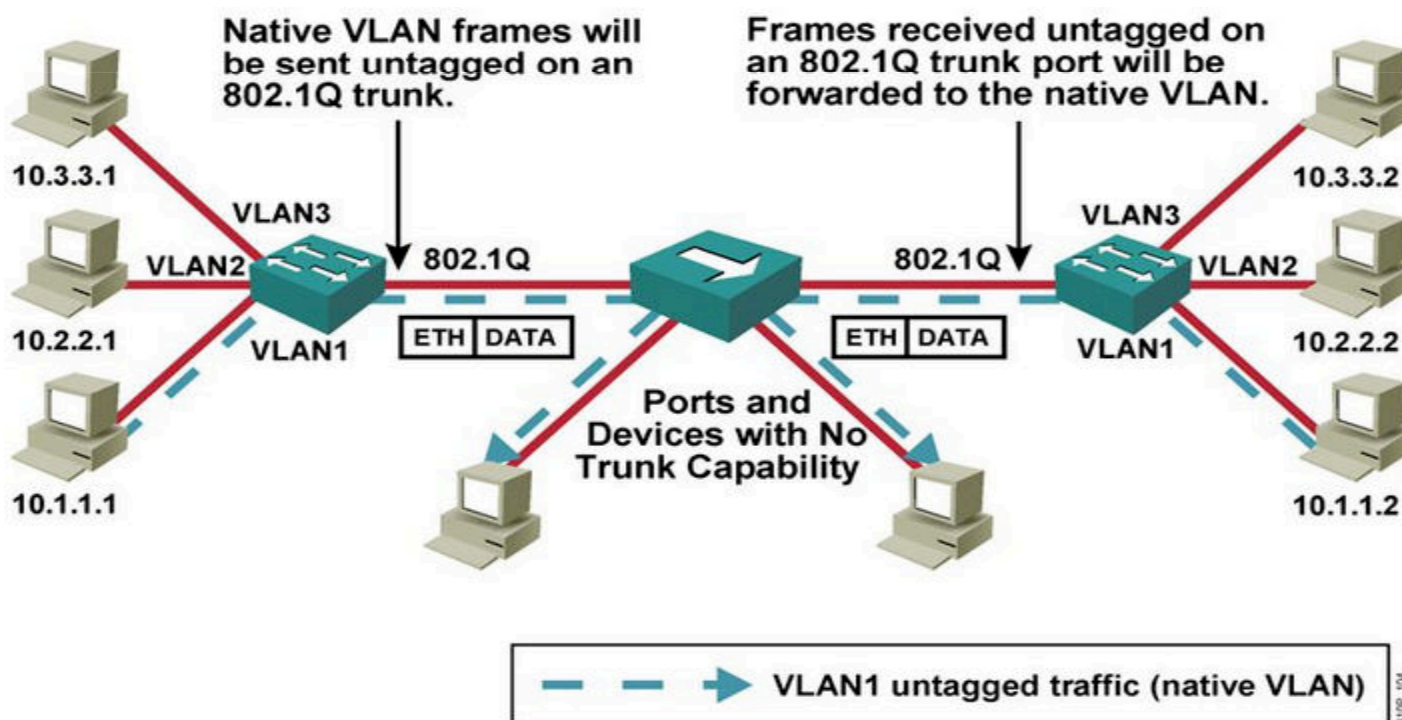 Native VLAN frames will
be sent untagged on an
802.1Q trunk.
Frames received untagged on
an 802.1Q trunk port will be
forwarded to the native VLAN.
10.3.3.1
10.3.3.2
VLAN3
VLAN3
VLAN2
802.1Q
802.1Q
VLAN2
10.2.2.1
VLAN1
ETH DATA
ETH DATA
VLAN1
10.2.2.2
Ports and
Devices with No
Trunk Capability
10.1.1.1
10.1.1.2
VLAN1 untagged traffic (native VLAN)